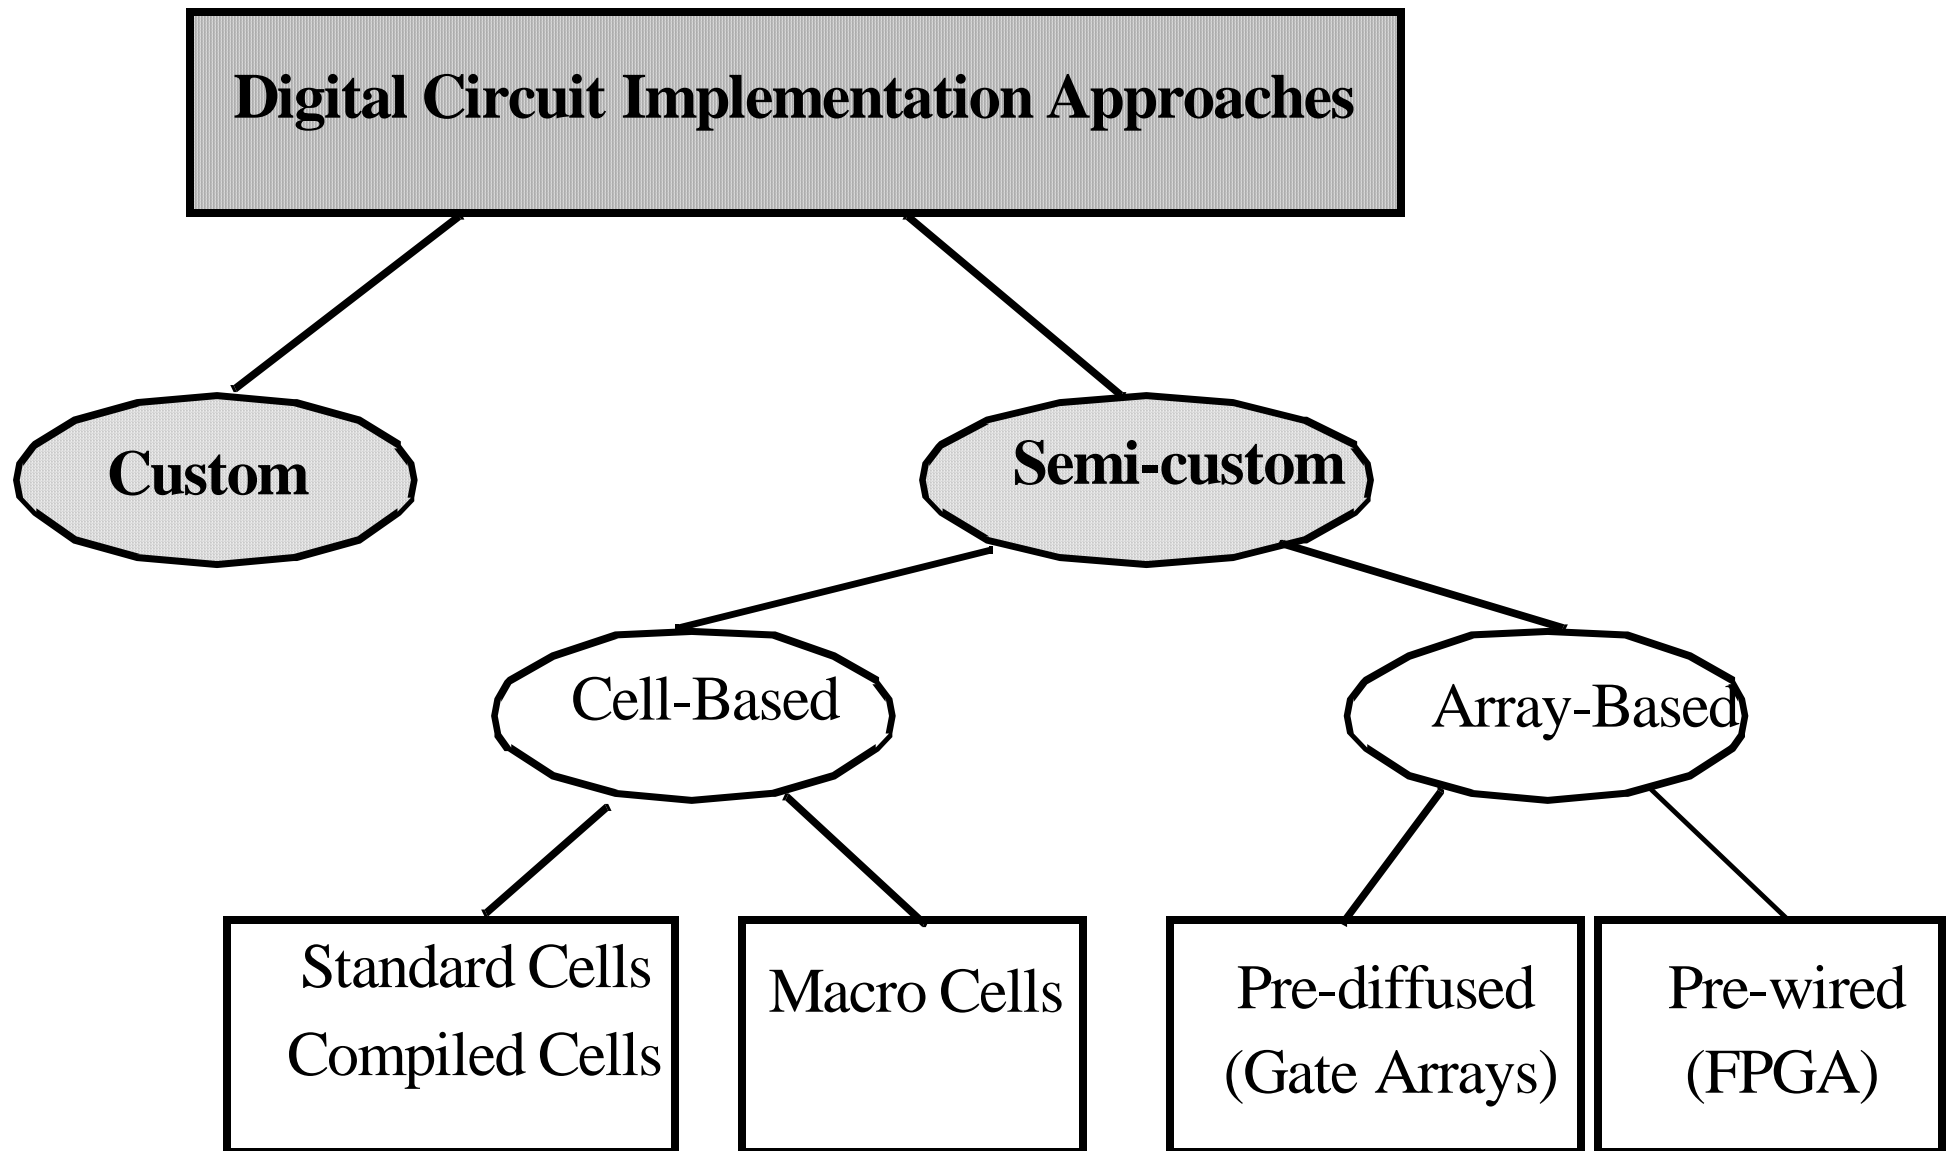 Digital Circuit Implementation Approaches
Custom
Semi-custom
Cell-Based
Array-Based
Standard Cells
Compiled Cells
Macro Cells
Pre-diffused
(Gate Arrays)
Pre-wired
(FPGA)